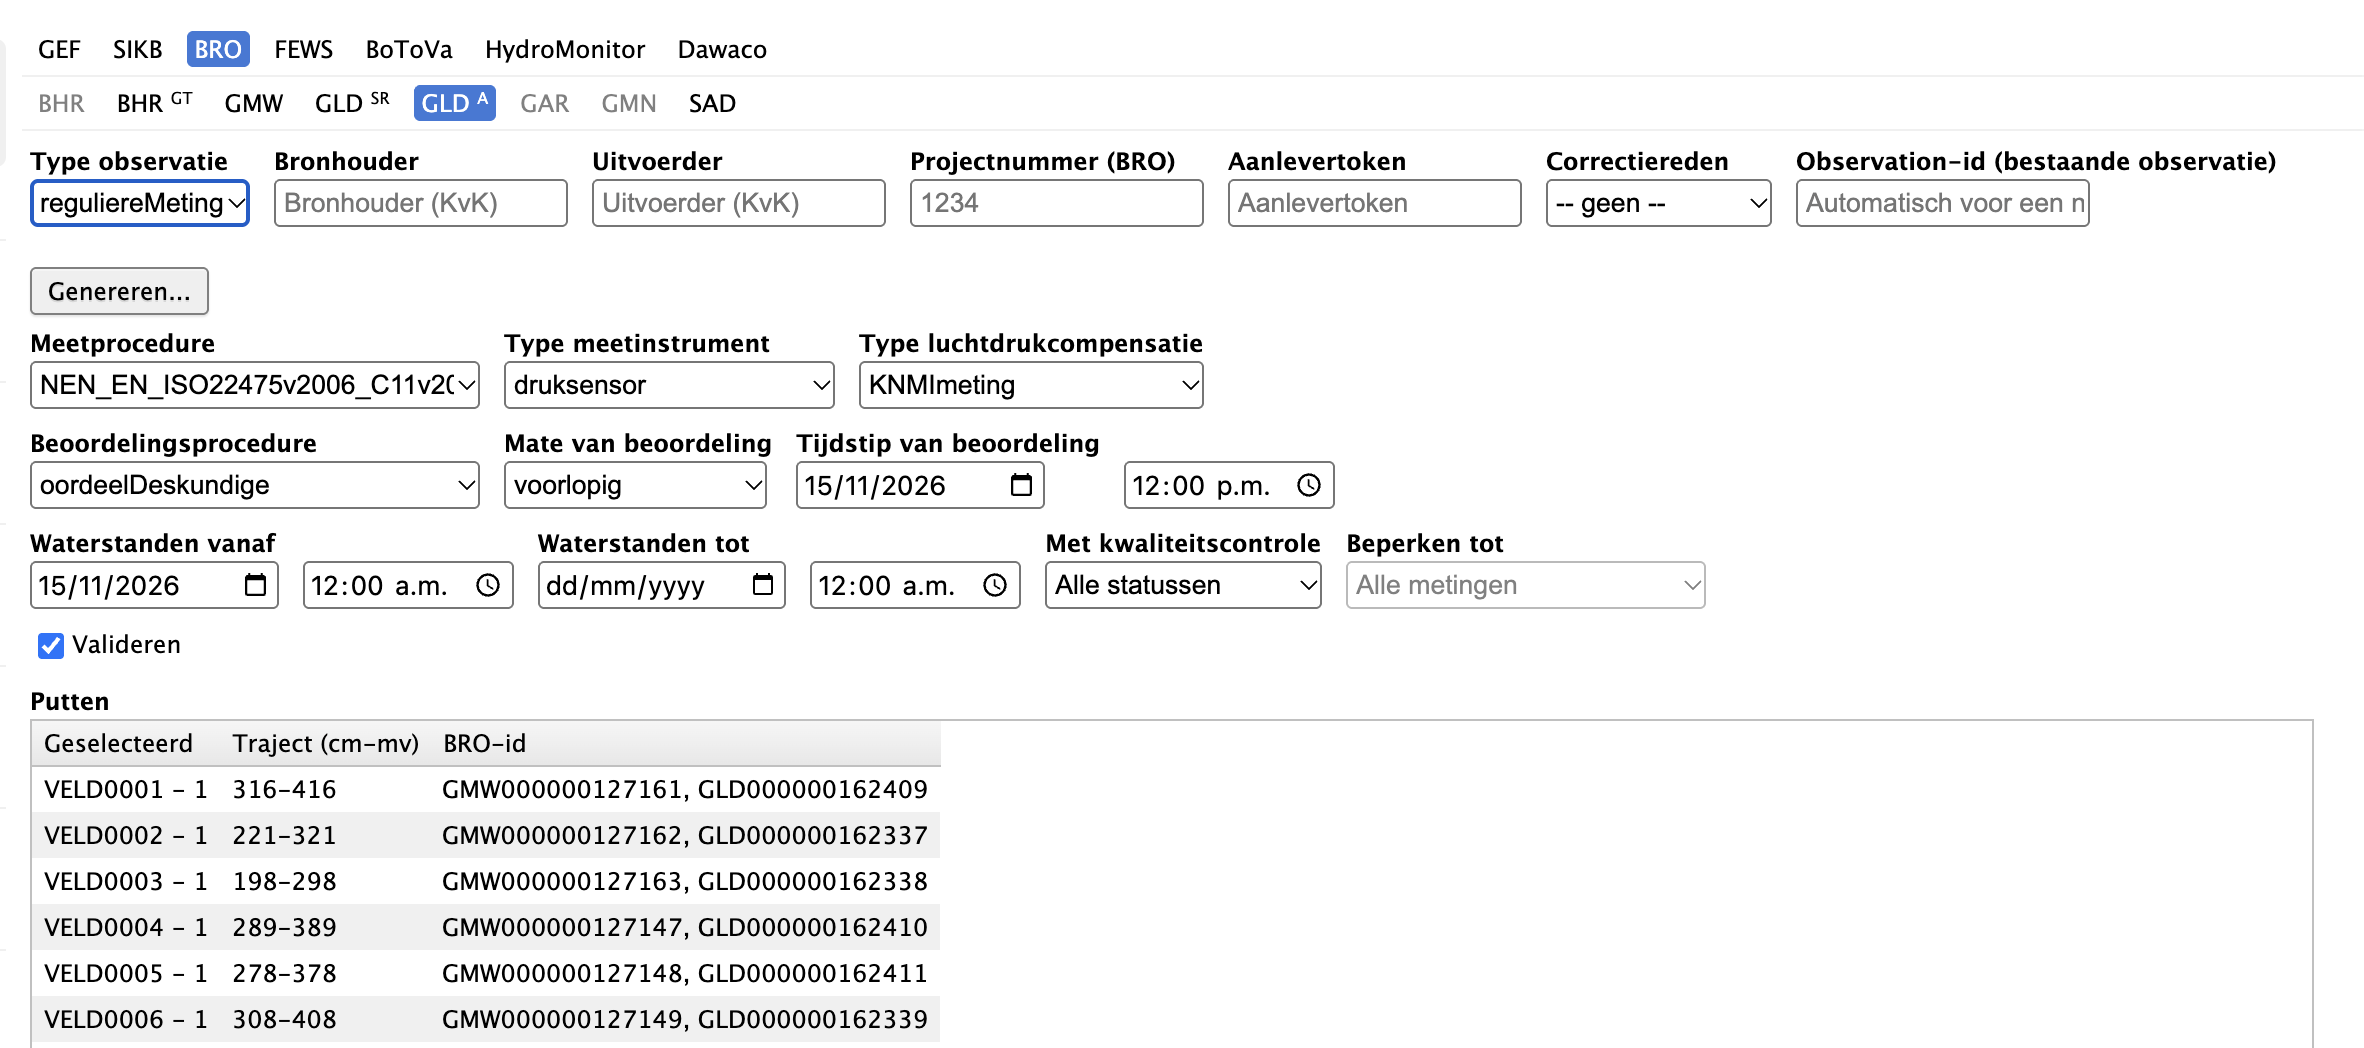 GEF SIKB BRO FEWS BoToVa HydroMonitor Dawaco
BHR BHR GT GMW GLD SR GLD A GAR GMN SAD
Type observatie Bronhouder Uitvoerder Projectnummer (BRO) Aanlevertoken Correctiereden Observation-id (bestaande observatie)
reguliereMeting Bronhouder (KvK) Uitvoerder (KvK) 1234 Aanlevertoken -- geen -- Automatisch voor een n
Genereren...
Meetprocedure Type meetinstrument Type luchtdrukcompensatie
NEN_EN_ISO22475v2006_C11v20 druksensor KNMImeting
Beoordelingsprocedure Mate van beoordeling Tijdstip van beoordeling
oordeelDeskundige voorlopig 15/11/2026 12:00 p.m.
Waterstanden vanaf Waterstanden tot Met kwaliteitscontrole Beperken tot
15/11/2026 12:00 a.m. dd/mm/yyyy 12:00 a.m. Alle statussen Alle metingen
Valideren
Putten
Geselecteerd Traject (cm-mv) BRO-id
VELD0001 - 1 316-416 GMW000000127161, GLD000000162409
VELD0002 - 1 221-321 GMW000000127162, GLD000000162337
VELD0003 - 1 198-298 GMW000000127163, GLD000000162338
VELD0004 - 1 289-389 GMW000000127147, GLD000000162410
VELD0005 - 1 278-378 GMW000000127148, GLD000000162411
VELD0006 - 1 308-408 GMW000000127149, GLD000000162339